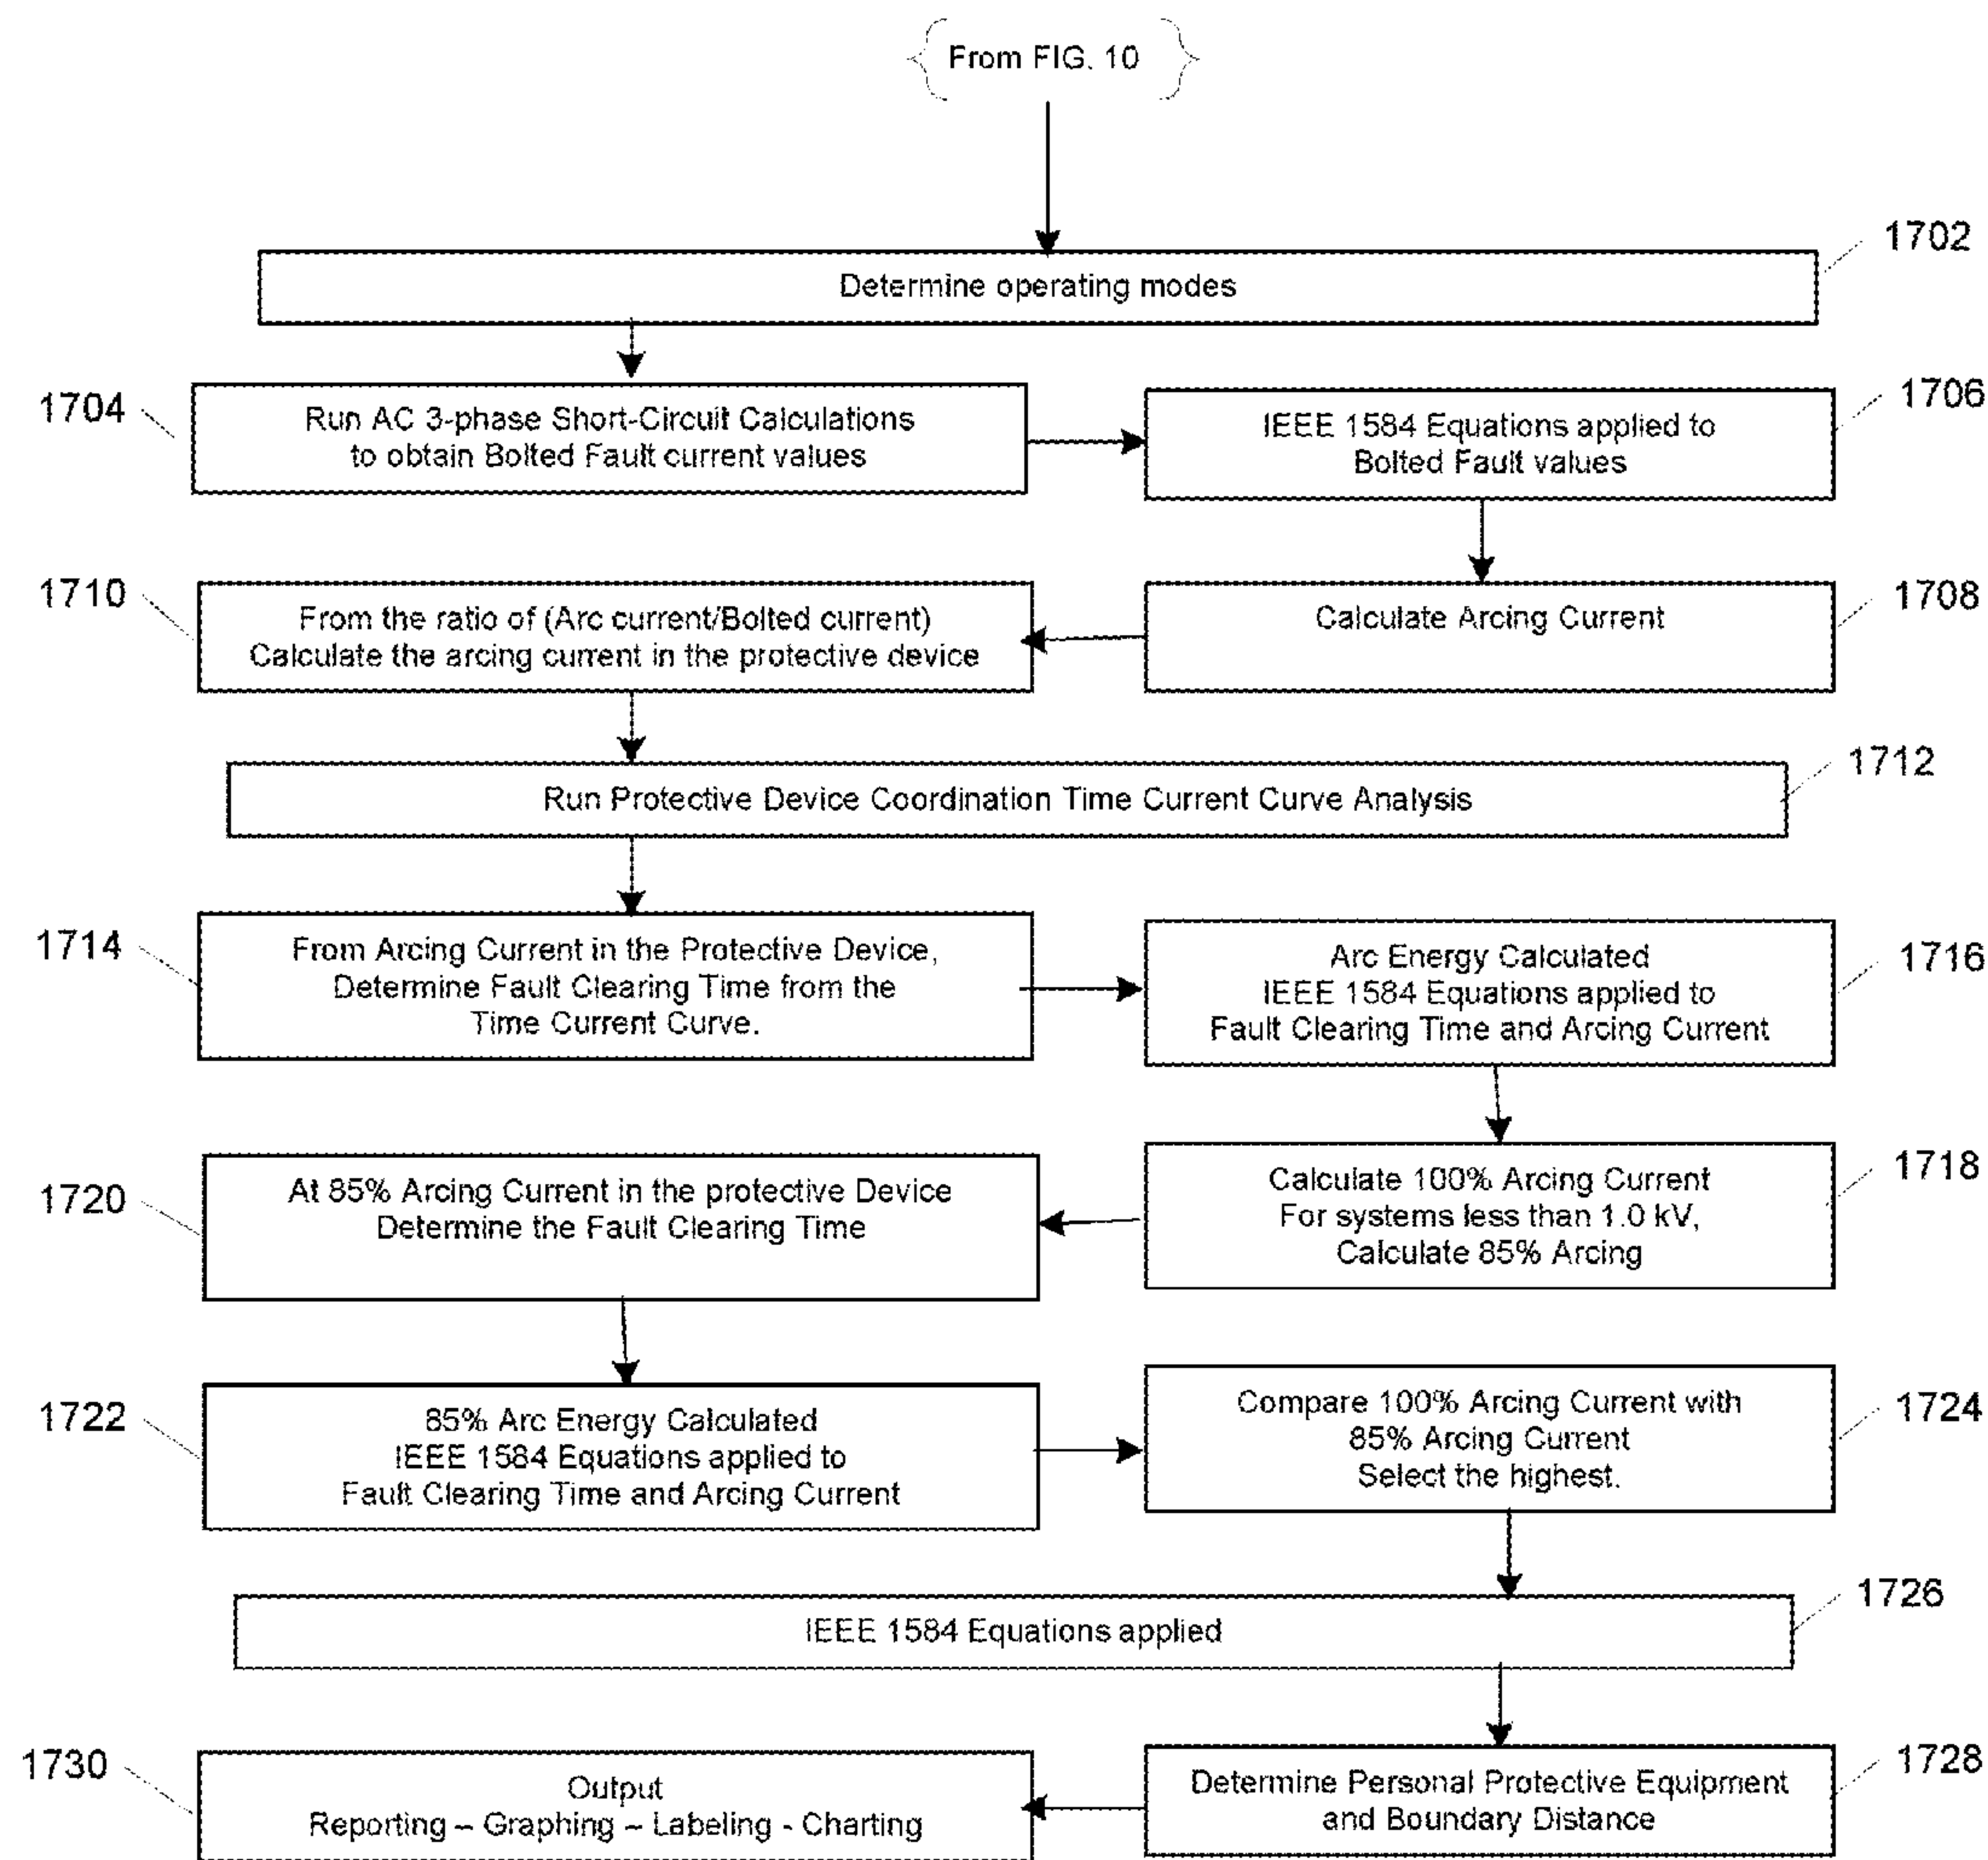 From FIG. 10
1702
Determine operating modes
1704
Run AC 3-phase Short-Circuit Calculations
to obtain Bolted Fault current values
1706
IEEE 1584 Equations applied to
Bolted Fault values
1710
From the ratio of (Arc current/Bolted current)
Calculate the arcing current in the protective device
1708
Calculate Arcing Current
1712
Run Protective Device Coordination Time Current Curve Analysis
1714
From Arcing Current in the Protective Device,
Determine Fault Clearing Time from the
Time Current Curve.
1716
Arc Energy Calculated
IEEE 1584 Equations applied to
Fault Clearing Time and Arcing Current
1720
At 85% Arcing Current in the protective Device
Determine the Fault Clearing Time
1718
Calculate 100% Arcing Current
For systems less than 1.0 kV,
Calculate 85% Arcing
1722
85% Arc Energy Calculated
IEEE 1584 Equations applied to
Fault Clearing Time and Arcing Current
1724
Compare 100% Arcing Current with
85% Arcing Current
Select the highest.
1726
IEEE 1584 Equations applied
1730
Output
Reporting – Graphing – Labeling - Charting
1728
Determine Personal Protective Equipment
and Boundary Distance